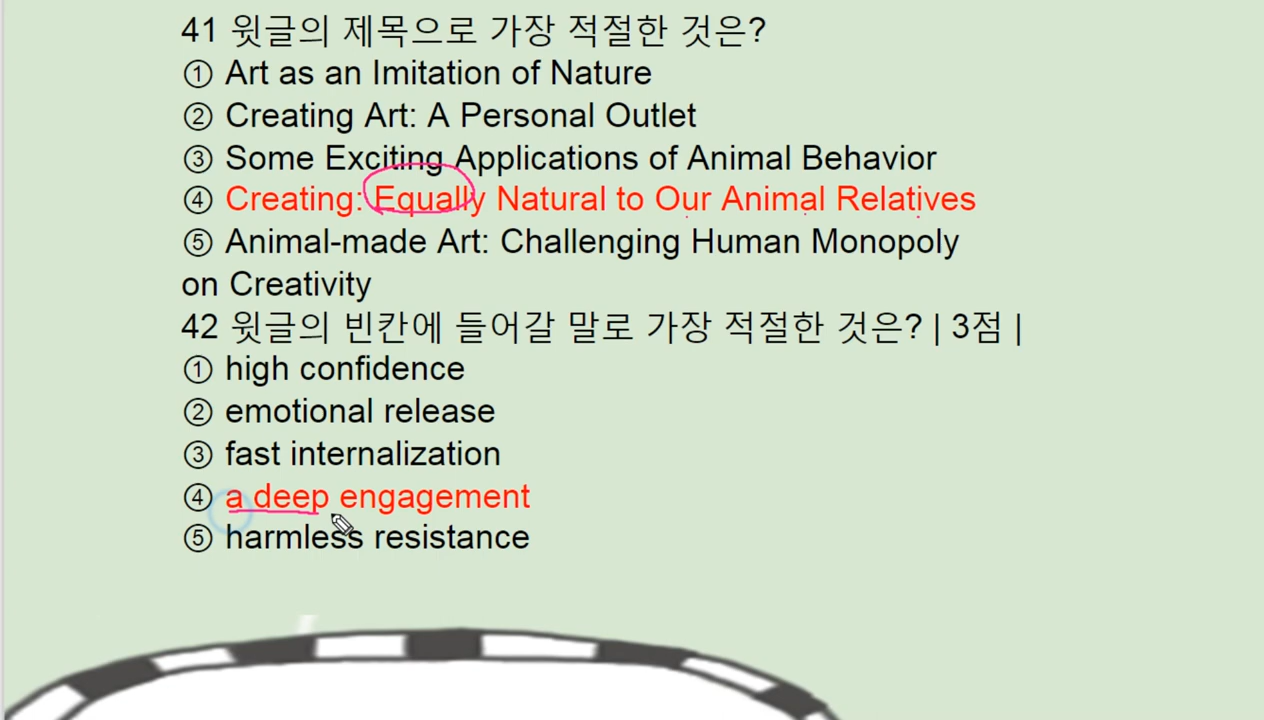 41 윗글의 제목으로 가장 적절한 것은?
① Art as an Imitation of Nature
② Creating Art: A Personal Outlet
③ Some Exciting Applications of Animal Behavior
④ Creating: Equally Natural to Our Animal Relatives
⑤ Animal-made Art: Challenging Human Monopoly
on Creativity
42 윗글의 빈칸에 들어갈 말로 가장 적절한 것은? | 3점 |
① high confidence
② emotional release
③ fast internalization
④ a deep engagement
⑤ harmless resistance